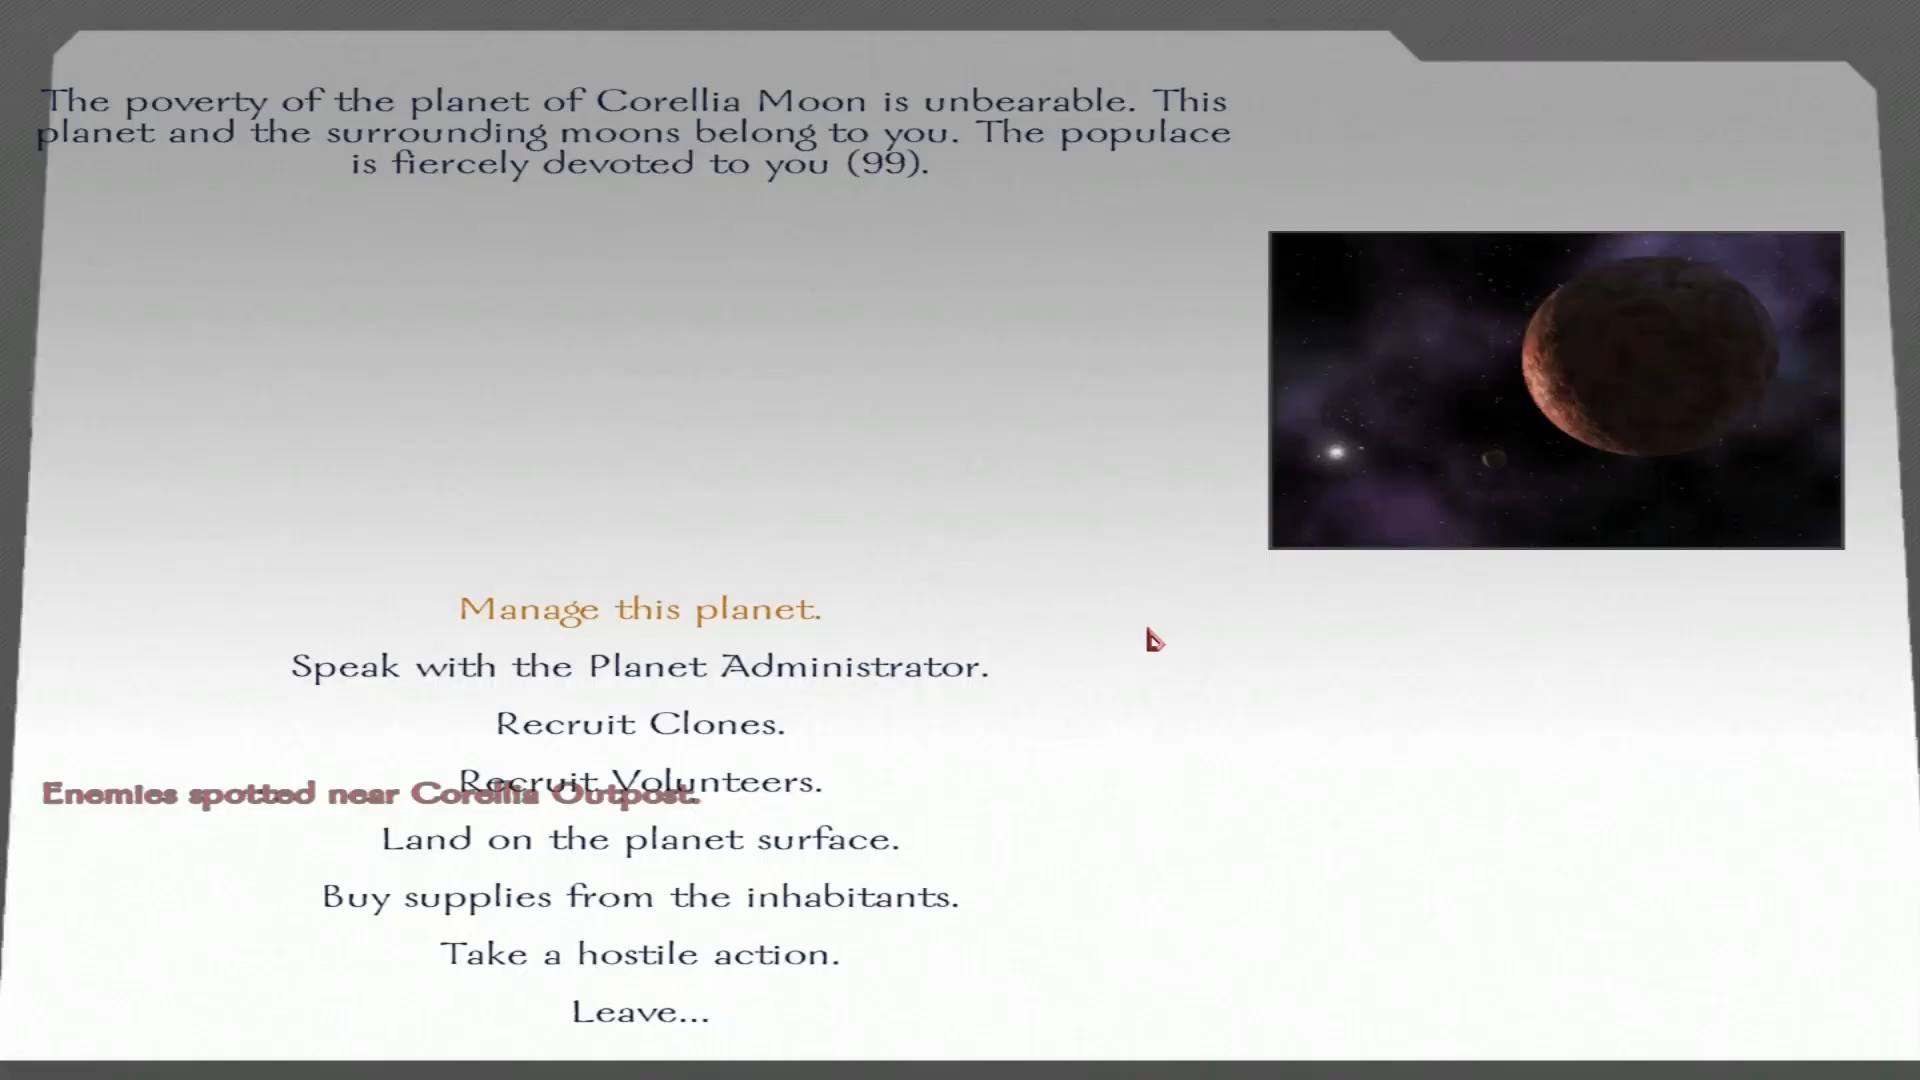 The poverty of the planet of Corellia Moon is unbearable. This
planet and the surrounding moons belong to you. The populace
is fiercely devoted to you (99).
Manage this planet.
Speak with the Planet Administrator.
Recruit Clones.
Recruit Volunteers.
Enemies spotted near Corellia Outpost.
Land on the planet surface.
Buy supplies from the inhabitants.
Take a hostile action.
Leave...